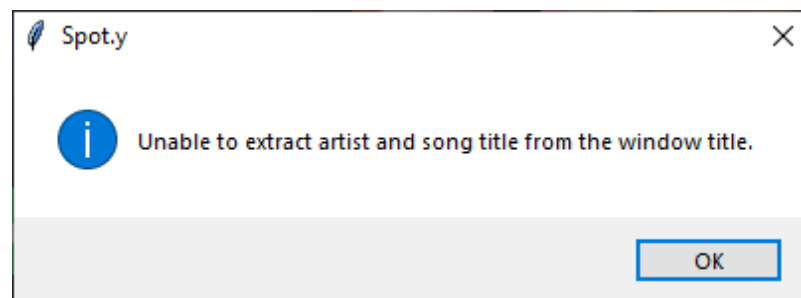 Spot.y
Unable to extract artist and song title from the window title.
OK